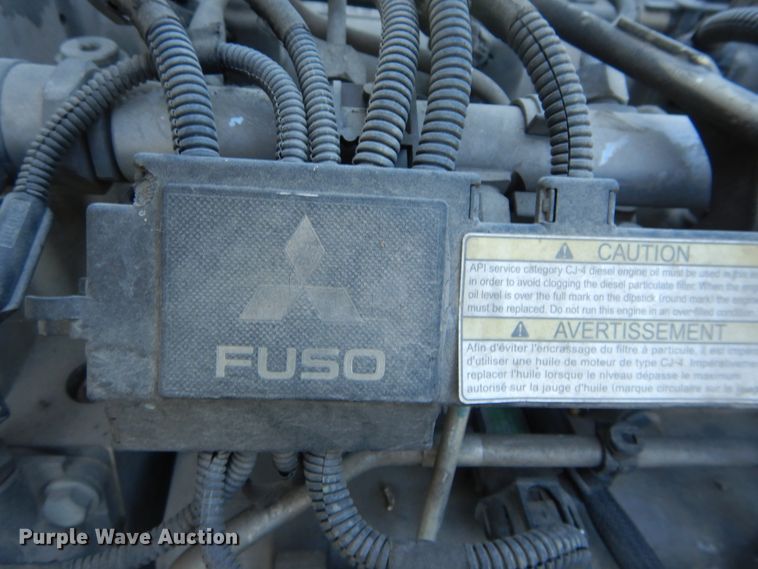 FUSO
CAUTION
API service category CJ-4 diesel engine oil must be used in this
in order to avoid clogging the diesel particulate filter. When the
oil level is over the full mark on the dipstick (round mark) the engine
must be replaced. Do not run this engine in an over-filled condition.
AVERTISSEMENT
Afin d'éviter l'encrassage du filtre à particule, il est
d'utiliser une huile de moteur de type CJ-4.
replacer l'huile lorsque le niveau dépasse le maximum
autorisé sur la jauge d'huile (marque circulaire sur la
Purple Wave Auction